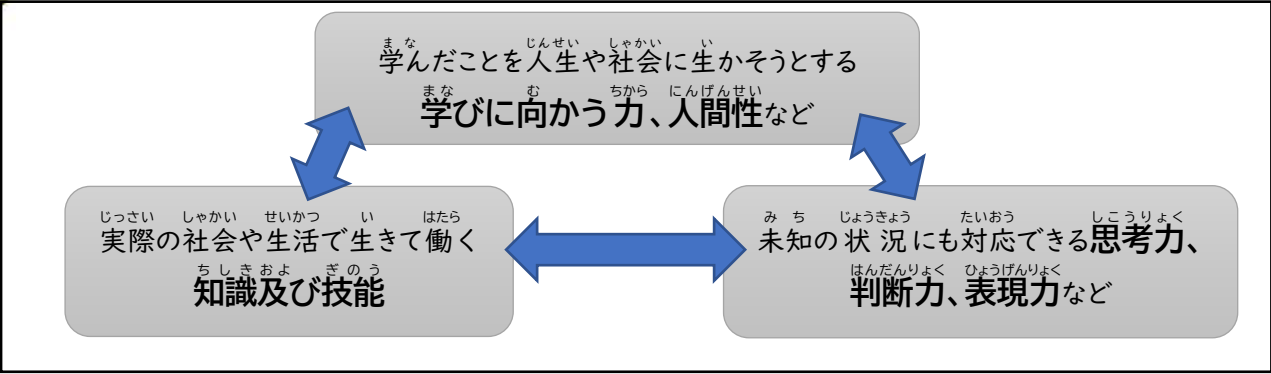 学んだことを人生や社会に生かそうとする
学びに向かう力、人間性など
実際の社会や生活で生きて働く
知識及び技能
未知の状況にも対応できる思考力、
判断力、表現力など